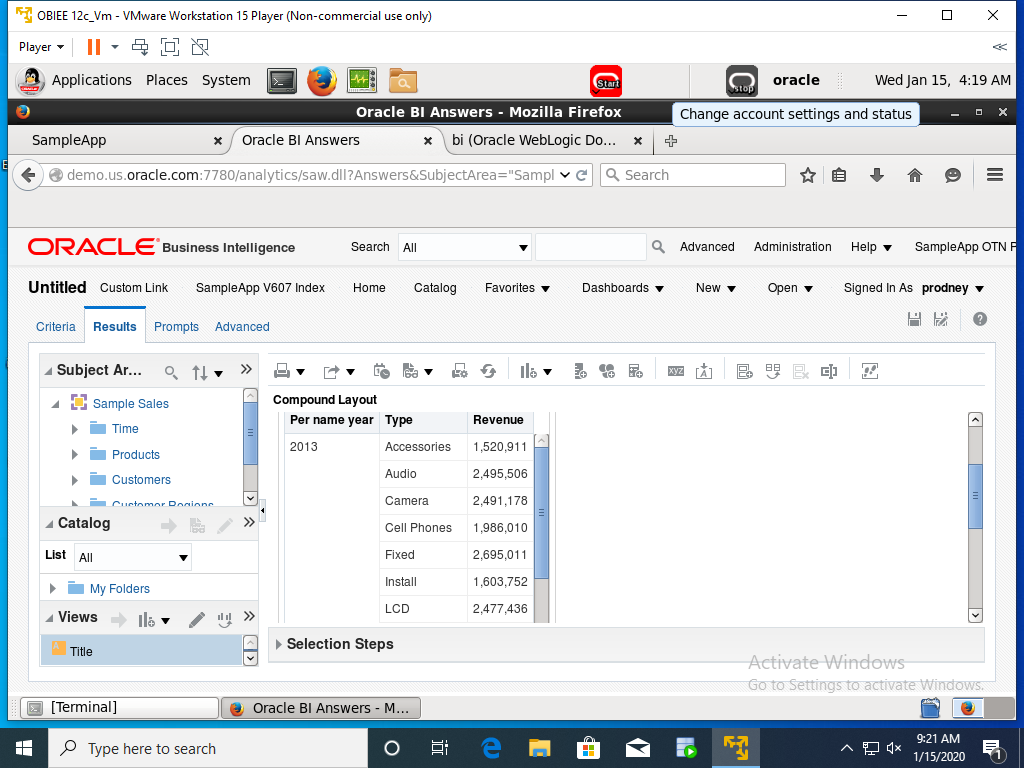 OBIEE 12c_Vm - VMware Workstation 15 Player (Non-commercial use only)
Player
Applications Places System Start stop oracle Wed Jan 15, 4:19 AM
Oracle BI Answers - Mozilla Firefox
Change account settings and status
SampleApp Oracle BI Answers bi (Oracle WebLogic Do...
demo.us.oracle.com:7780/analytics/saw.dll?Answers&SubjectArea="Sampl Search
ORACLE Business Intelligence Search All Advanced Administration Help SampleApp OTN P
Untitled Custom Link SampleApp V607 Index Home Catalog Favorites Dashboards New Open Signed In As prodney
Criteria Results Prompts Advanced
Subject Ar...
Sample Sales
Time
Products
Customers
Customer Regions
Catalog
List All
My Folders
Views
Title
xyz
Compound Layout
Per name year Type Revenue
2013 Accessories 1,520,911
Audio 2,495,506
Camera 2,491,178
Cell Phones 1,986,010
Fixed 2,695,011
Install 1,603,752
LCD 2,477,436
Selection Steps
Activate Windows
Go to Settings to activate Windows.
[Terminal] Oracle BI Answers - M...
Type here to search
9:21 AM
1/15/2020
1